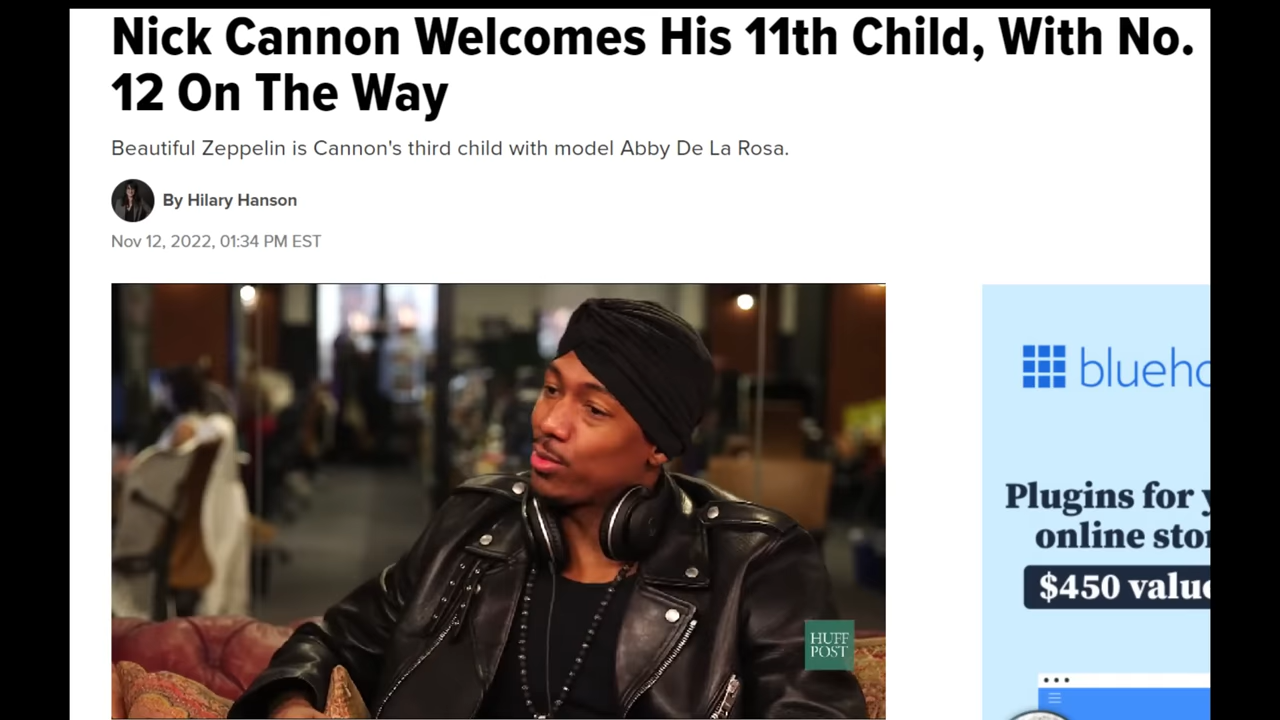 Nick Cannon Welcomes His 11th Child, With No.
12 On The Way
Beautiful Zeppelin is Cannon's third child with model Abby De La Rosa.
By Hilary Hanson
Nov 12, 2022, 01:34 PM EST
blueho
Plugins for y
online stor
$450 value
HUFF
POST